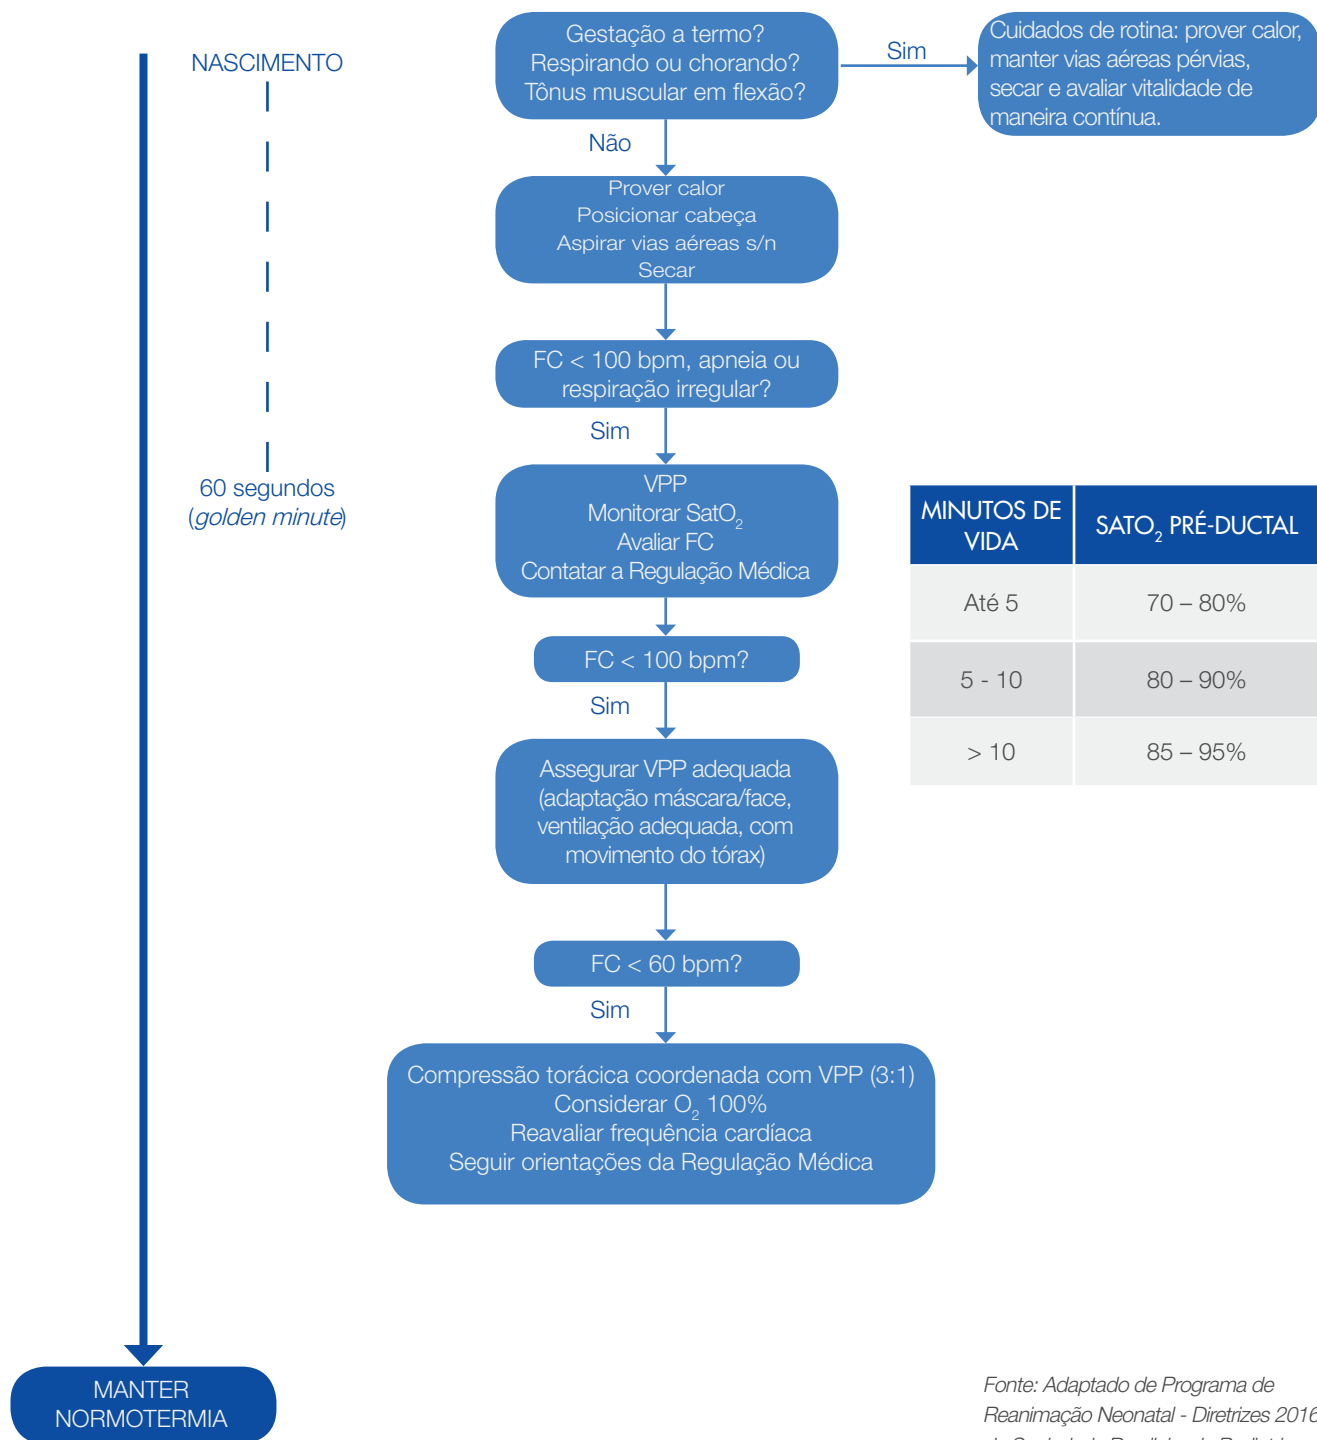 NASCIMENTO
60 segundos
(golden minute)
Gestação a termo?
Respirando ou chorando?
Tônus muscular em flexão?
Sim
Cuidados de rotina: prover calor,
manter vias aéreas pérvias,
secar e avaliar vitalidade de
maneira contínua.
Não
Prover calor
Posicionar cabeça
Aspirar vias aéreas s/n
Secar
FC < 100 bpm, apneia ou
respiração irregular?
Sim
VPP
Monitorar SatO₂
Avaliar FC
Contatar a Regulação Médica
FC < 100 bpm?
Sim
Assegurar VPP adequada
(adaptação máscara/face,
ventilação adequada, com
movimento do tórax)
FC < 60 bpm?
Sim
Compressão torácica coordenada com VPP (3:1)
Considerar O₂ 100%
Reavaliar frequência cardíaca
Seguir orientações da Regulação Médica
MINUTOS DE
VIDA
SATO₂ PRÉ-DUCTAL
Até 5 70 – 80%
5 - 10 80 – 90%
> 10 85 – 95%
MANTER
NORMOTERMIA
Fonte: Adaptado de Programa de
Reanimação Neonatal - Diretrizes 2016